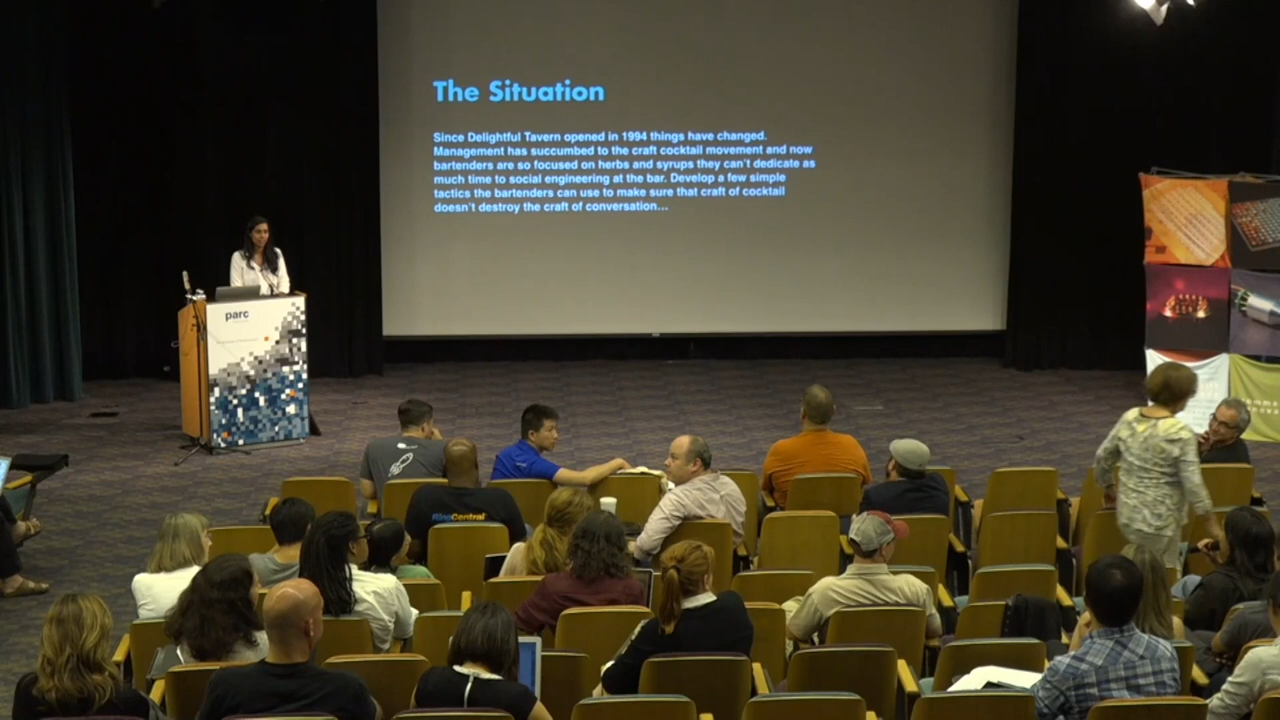 The Situation
Since Delightful Tavern opened in 1994 things have changed.
Management has succumbed to the craft cocktail movement and now
bartenders are so focused on herbs and syrups they can't dedicate as
much time to social engineering at the bar. Develop a few simple
tactics the bartenders can use to make sure that craft of cocktail
doesn't destroy the craft of conversation...
parc
RingCentral